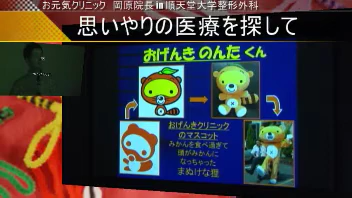 お元気クリニック 岡原院長 in 順天堂大学整形外科
思いやりの医療を探して
おげんき のんた くん
おげんきクリニック
のマスコット
みかんを食べ過ぎて
頭がみかんに
なっちゃった
まぬけな狸